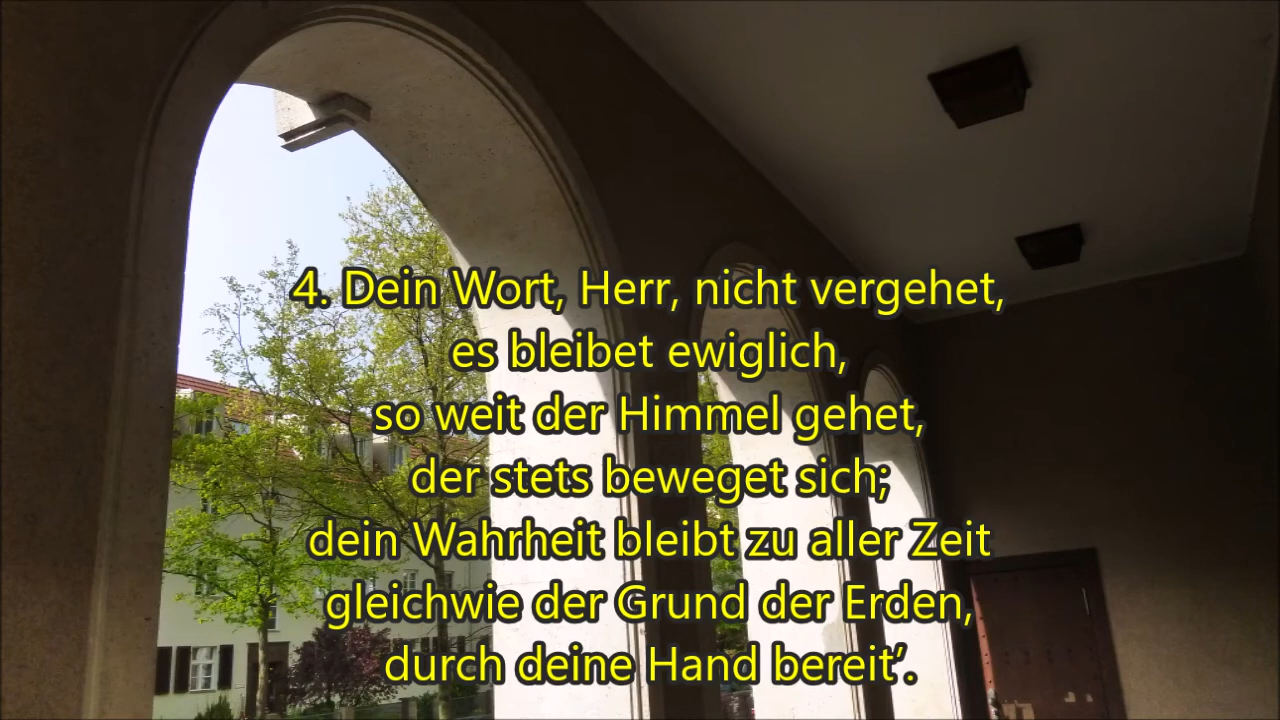 4. Dein Wort, Herr, nicht vergehet,
es bleibet ewiglich,
so weit der Himmel gehet,
der stets beweget sich;
dein Wahrheit bleibt zu aller Zeit
gleichwie der Grund der Erden,
durch deine Hand bereit’.